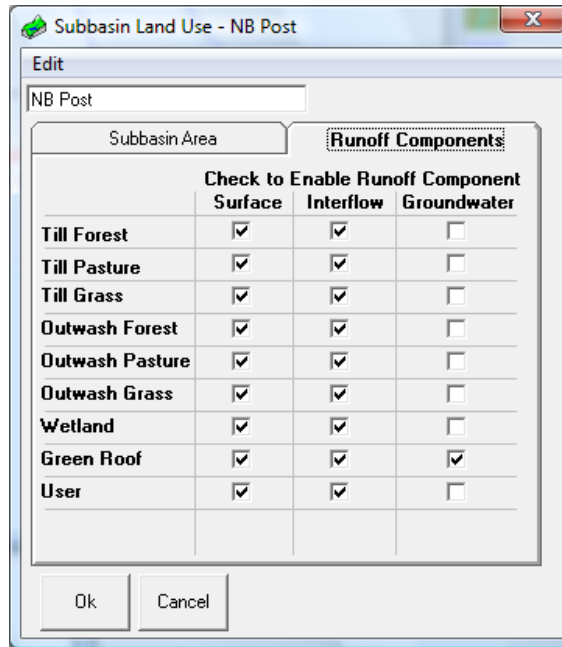 Subbasin Land Use - NB Post
Edit
NB Post
Subbasin Area Runoff Components
Check to Enable Runoff Component
Surface Interflow Groundwater
Till Forest
Till Pasture
Till Grass
Outwash Forest
Outwash Pasture
Outwash Grass
Wetland
Green Roof
User
Ok Cancel